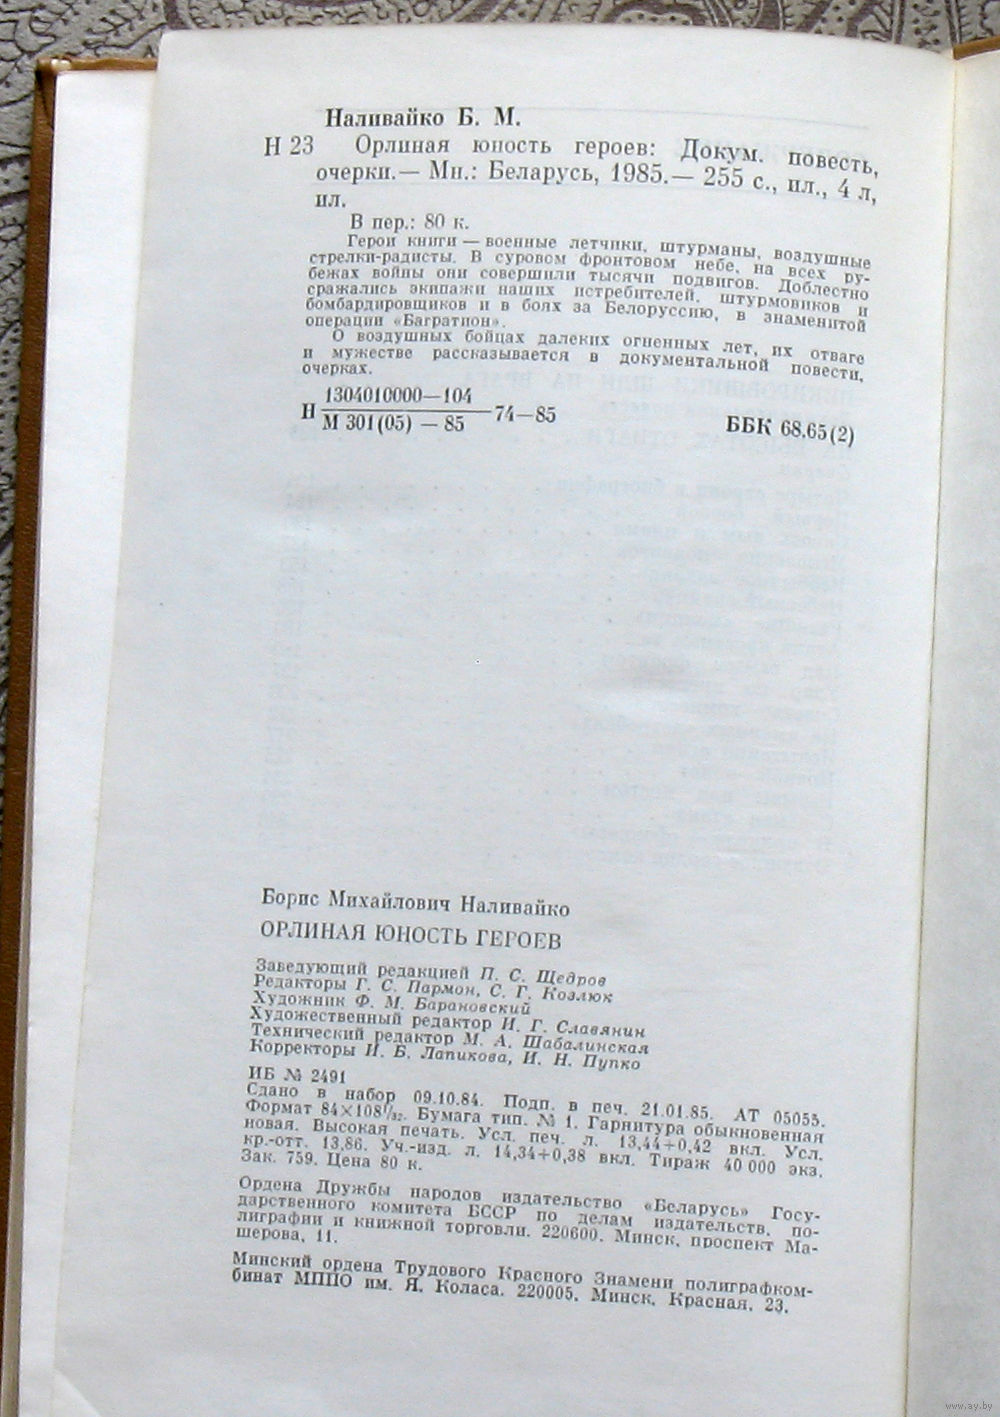 Наливайко Б. М.
Н 23 Орлиная юность героев: Докум. повесть,
очерки.— Мн.: Беларусь, 1985.— 255 с., ил., 4 л,
ил.
В пер.: 80 к.
Герои книги — военные летчики, штурманы, воздушные
стрелки-радисты. В суровом фронтовом небе, на всех ру-
бежах войны они совершили тысячи подвигов. Доблестно
сражались экипажи наших истребителей, штурмовиков и
бомбардировщиков и в боях за Белоруссию, в знаменитой
операции «Багратион».
О воздушных бойцах далеких огненных лет, их отваге
и мужестве рассказывается в документальной повести,
очерках.
1304010000—104
Н 74—85
М 301(05) — 85
ББК 68.65(2)
Борис Михайлович Наливайко
ОРЛИНАЯ ЮНОСТЬ ГЕРОЕВ
Заведующий редакцией П. С. Щедров
Редакторы Г. С. Пармон, С. Г. Козлюк
Художник Ф. М. Барановский
Художественный редактор И. Г. Славянин
Технический редактор М. А. Шабалинская
Корректоры И. Б. Лапикова, И. Н. Пупко
ИБ № 2491
Сдано в набор 09.10.84. Подп. в печ. 21.01.85. АТ 05055.
Формат 84×108¹/₃₂. Бумага тип. № 1. Гарнитура обыкновенная
новая. Высокая печать. Усл. печ. л. 13,44+0,42 вкл. Усл.
кр.-отт. 13,86. Уч.-изд. л. 14,34+0,38 вкл. Тираж 40 000 экз.
Зак. 759. Цена 80 к.
Ордена Дружбы народов издательство «Беларусь» Госу-
дарственного комитета БССР по делам издательств, по-
лиграфии и книжной торговли. 220600. Минск, проспект Ма-
шерова, 11.
Минский ордена Трудового Красного Знамени полиграфком-
бинат МППО им. Я. Коласа. 220005, Минск, Красная, 23.
www.ay.by